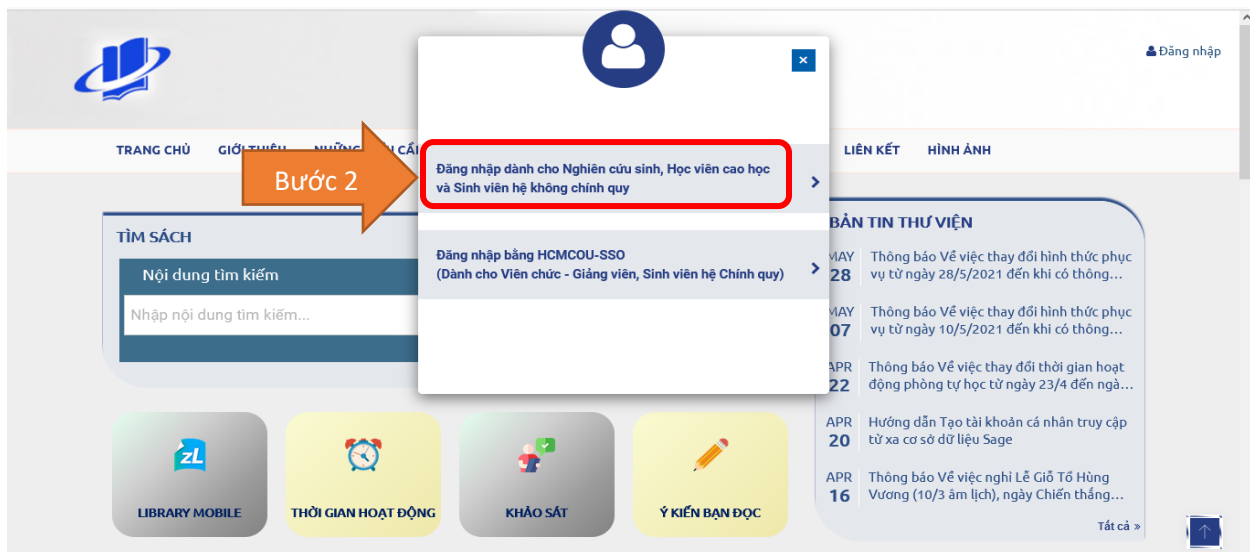 Đăng nhập
TRANG CHỦ GIỚI THIỆU NHỮNG CẦN LIÊN KẾT HÌNH ẢNH
Bước 2
Đăng nhập dành cho Nghiên cứu sinh, Học viên cao học
và Sinh viên hệ không chính quy
Đăng nhập bằng HCMCOU-SSO
(Dành cho Viên chức - Giảng viên, Sinh viên hệ Chính quy)
TÌM SÁCH
Nội dung tìm kiếm
Nhập nội dung tìm kiếm...
BẢN TIN THƯ VIỆN
MAY
28
Thông báo Về việc thay đổi hình thức phục
vụ từ ngày 28/5/2021 đến khi có thông...
MAY
07
Thông báo Về việc thay đổi hình thức phục
vụ từ ngày 10/5/2021 đến khi có thông...
APR
22
Thông báo Về việc thay đổi thời gian hoạt
động phòng tự học từ ngày 23/4 đến ngà...
APR
20
Hướng dẫn Tạo tài khoản cá nhân truy cập
từ xa cơ sở dữ liệu Sage
APR
16
Thông báo Về việc nghỉ Lễ Giỗ Tổ Hùng
Vương (10/3 âm lịch), ngày Chiến thắng...
Tất cả »
zL
LIBRARY MOBILE
THỜI GIAN HOẠT ĐỘNG
KHẢO SÁT
Ý KIẾN BẠN ĐỌC